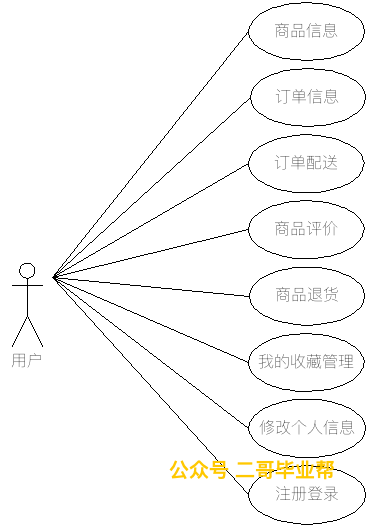 商品信息
订单信息
订单配送
商品评价
商品退货
用户
我的收藏管理
修改个人信息
公众号 二哥毕业帮
注册登录